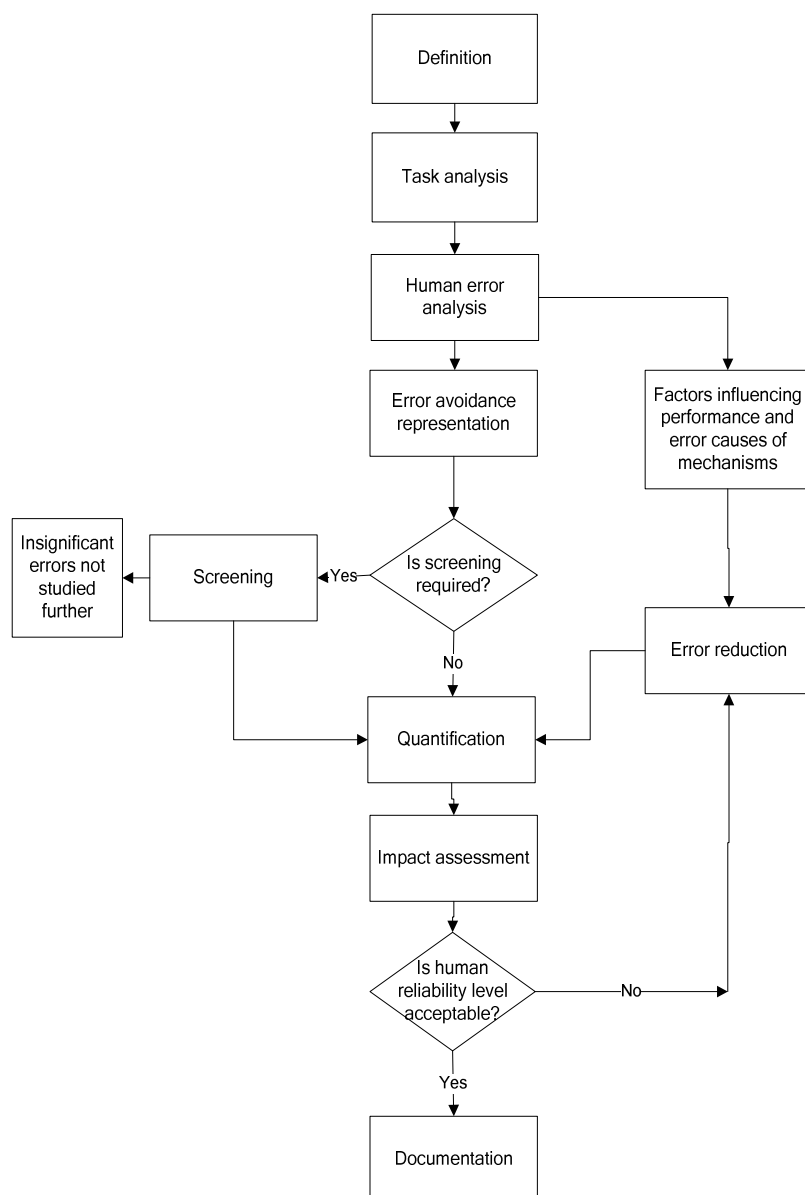 Definition
Task analysis
Human error
analysis
Error avoidance
representation
Factors influencing
performance and
error causes of
mechanisms
Insignificant
errors not
studied
further
Screening
Yes
Is screening
required?
No
Error reduction
Quantification
Impact assessment
Is human
reliability level
acceptable?
No
Yes
Documentation